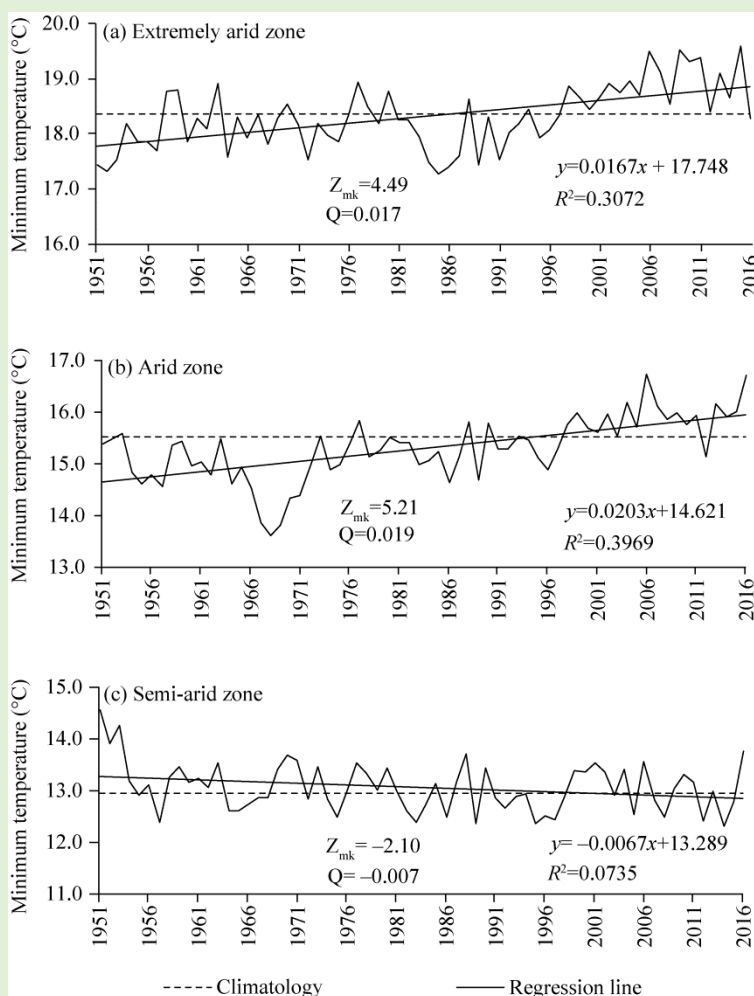 (a) Extremely arid zone
Minimum temperature (°C)
20.0
19.0
18.0
17.0
16.0
Zmk=4.49
Q=0.017
y=0.0167x + 17.748
R²=0.3072
1951 1956 1961 1966 1971 1976 1981 1986 1991 1996 2001 2006 2011 2016
(b) Arid zone
Minimum temperature (°C)
17.0
16.0
15.0
14.0
13.0
Zmk=5.21
Q=0.019
y=0.0203x+14.621
R²=0.3969
1951 1956 1961 1966 1971 1976 1981 1986 1991 1996 2001 2006 2011 2016
(c) Semi-arid zone
Minimum temperature (°C)
15.0
14.0
13.0
12.0
11.0
Zmk= –2.10
Q= –0.007
y= –0.0067x+13.289
R²=0.0735
1951 1956 1961 1966 1971 1976 1981 1986 1991 1996 2001 2006 2011 2016
Climatology Regression line